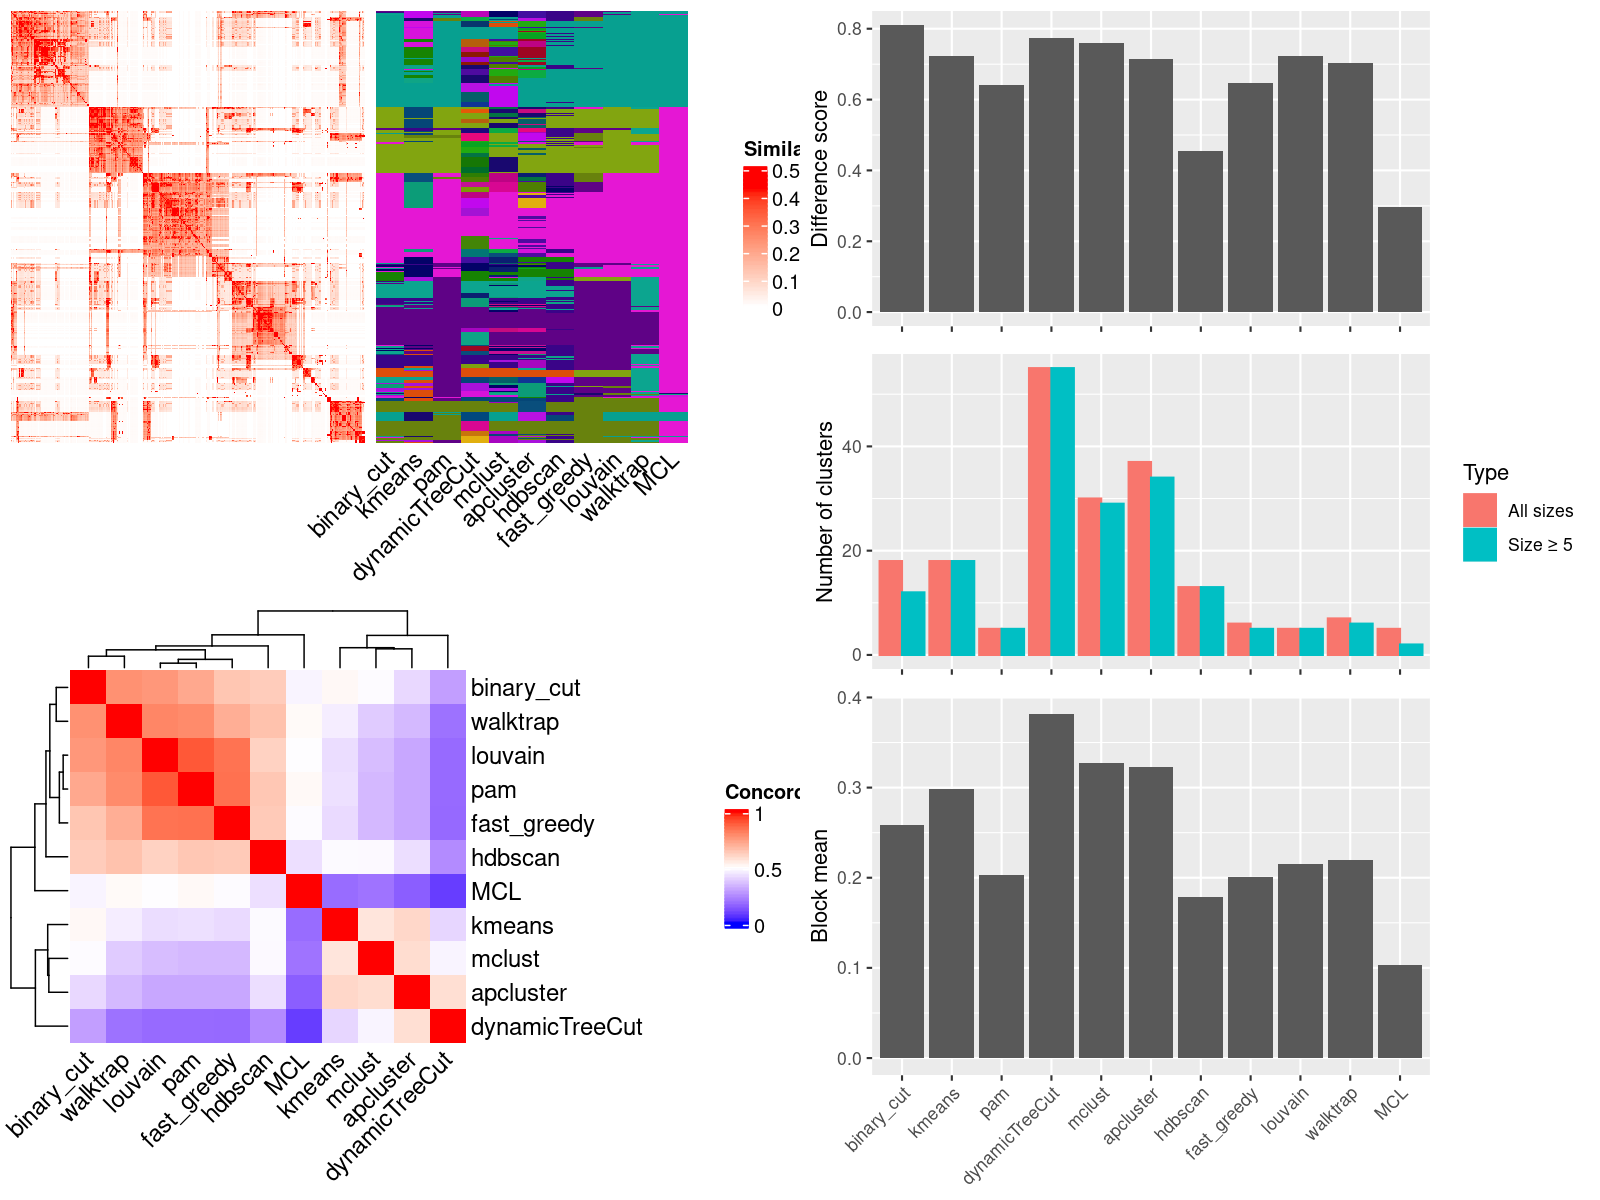 Simila
0.5
0.4
0.3
0.2
0.1
0
binary_cut
kmeans
pam
dynamicTreeCut
mclust
apcluster
hdbscan
fast_greedy
louvain
walktrap
MCL
binary_cut
walktrap
louvain
pam
fast_greedy
hdbscan
MCL
kmeans
mclust
apcluster
dynamicTreeCut
binary_cut
walktrap
louvain
pam
fast_greedy
hdbscan
MCL
kmeans
mclust
apcluster
dynamicTreeCut
Concord
1
0.5
0
Difference score
0.8
0.6
0.4
0.2
0.0
Number of clusters
40
20
0
Type
All sizes
Size ≥ 5
Block mean
0.4
0.3
0.2
0.1
0.0
binary_cut
kmeans
pam
dynamicTreeCut
mclust
apcluster
hdbscan
fast_greedy
louvain
walktrap
MCL